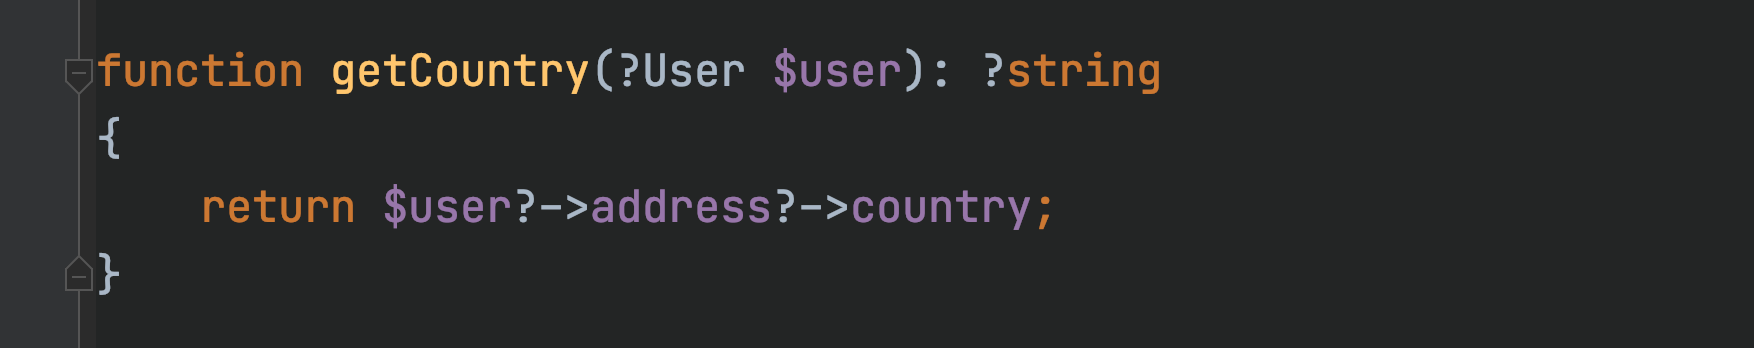 function getCountry(?User $user): ?string
{
    return $user?->address?->country;
}